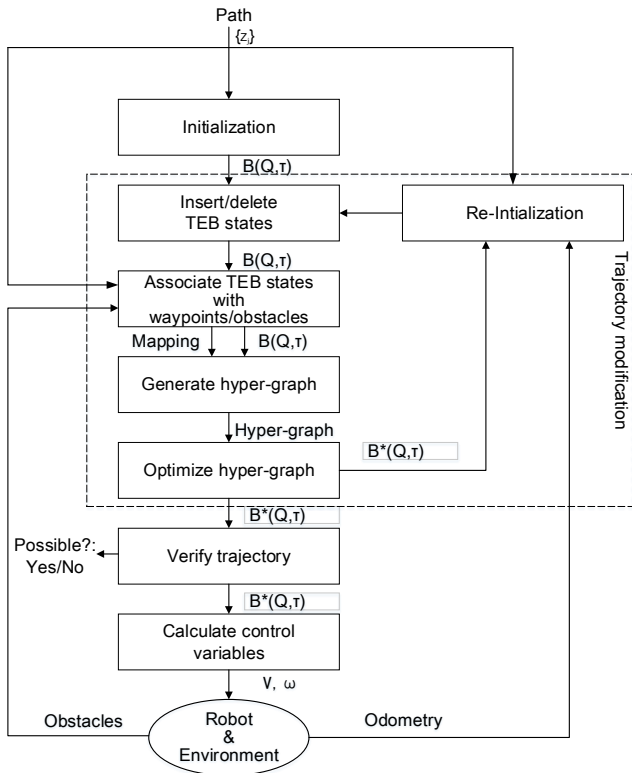 Path
{zⱼ}
Initialization
B(Q,τ)
Insert/delete
TEB states
Re-Intialization
B(Q,τ)
Associate TEB states
with
waypoints/obstacles
Trajectory modification
Mapping
B(Q,τ)
Generate hyper-graph
Hyper-graph
Optimize hyper-graph
B*(Q,τ)
B*(Q,τ)
Possible?:
Yes/No
Verify trajectory
B*(Q,τ)
Calculate control
variables
V, ω
Obstacles
Robot
&
Environment
Odometry